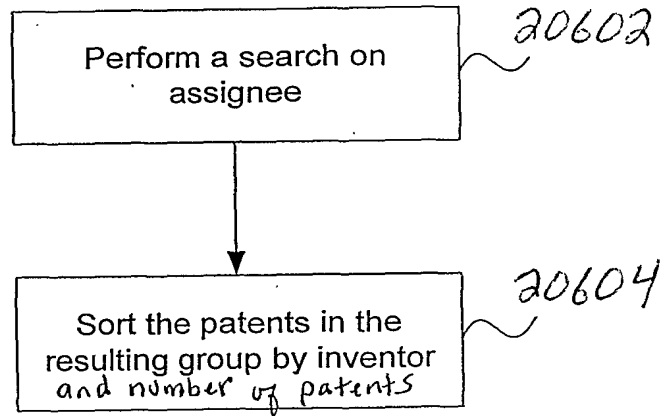 Perform a search on
assignee
20602
Sort the patents in the
resulting group by inventor
and number of patents
20604